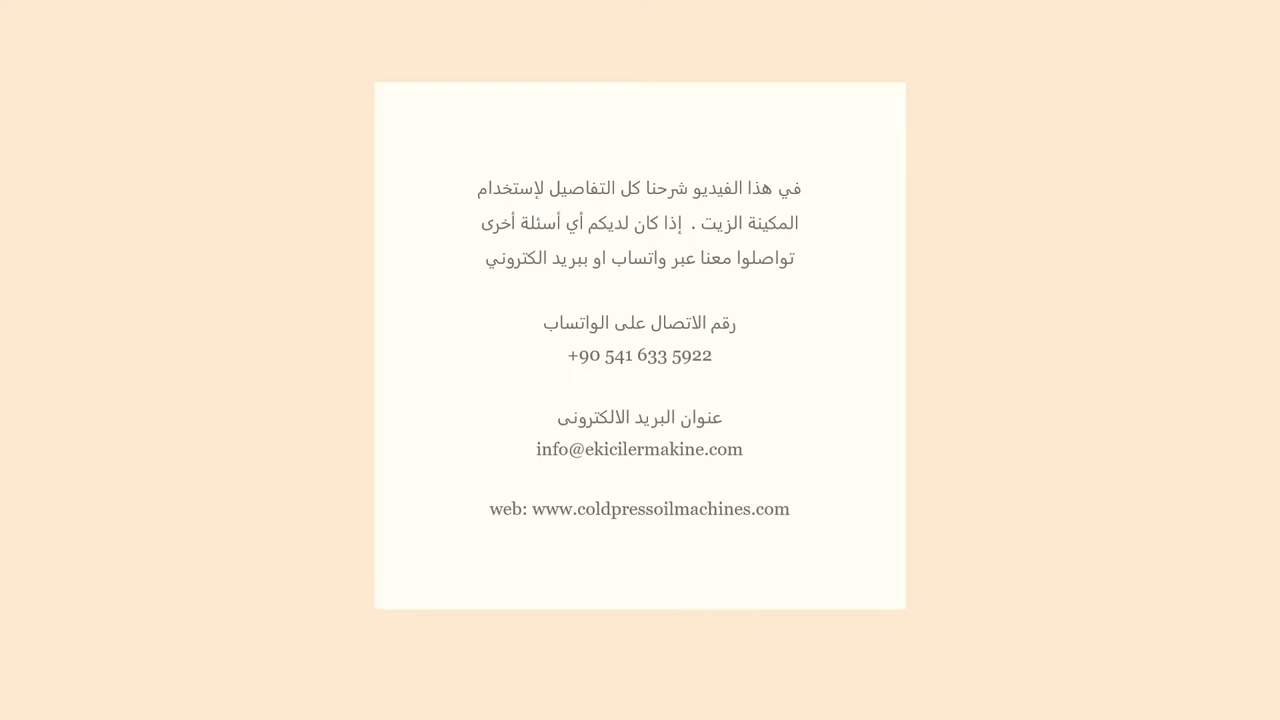 في هذا الفيديو شرحنا كل التفاصيل لإستخدام
المكينة الزيت . إذا كان لديكم أي أسئلة أخرى
تواصلوا معنا عبر واتساب او ببريد الكتروني
رقم الاتصال على الواتساب
+90 541 633 5922
عنوان البريد الالكترونى
info@ekicilermakine.com
web: www.coldpressoilmachines.com